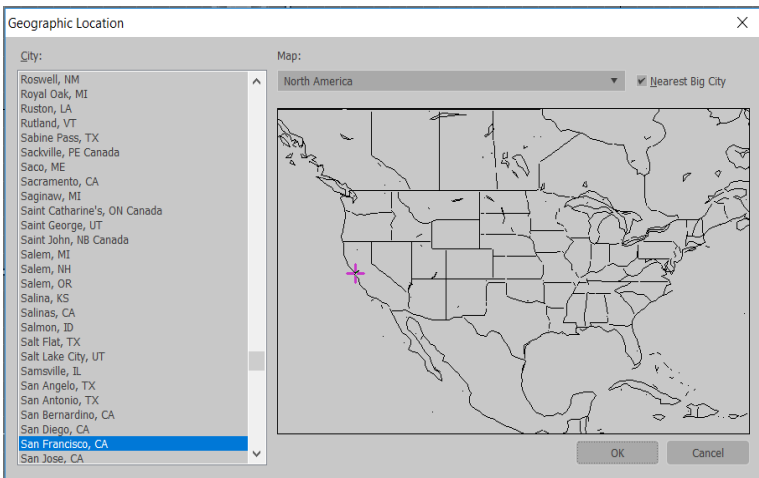 Geographic Location
City:
Map:
North America
Nearest Big City
Roswell, NM
Royal Oak, MI
Ruston, LA
Rutland, VT
Sabine Pass, TX
Sackville, PE Canada
Saco, ME
Sacramento, CA
Saginaw, MI
Saint Catharine's, ON Canada
Saint George, UT
Saint John, NB Canada
Salem, MI
Salem, NH
Salem, OR
Salina, KS
Salinas, CA
Salmon, ID
Salt Flat, TX
Salt Lake City, UT
Samsville, IL
San Angelo, TX
San Antonio, TX
San Bernardino, CA
San Diego, CA
San Francisco, CA
San Jose, CA
OK
Cancel